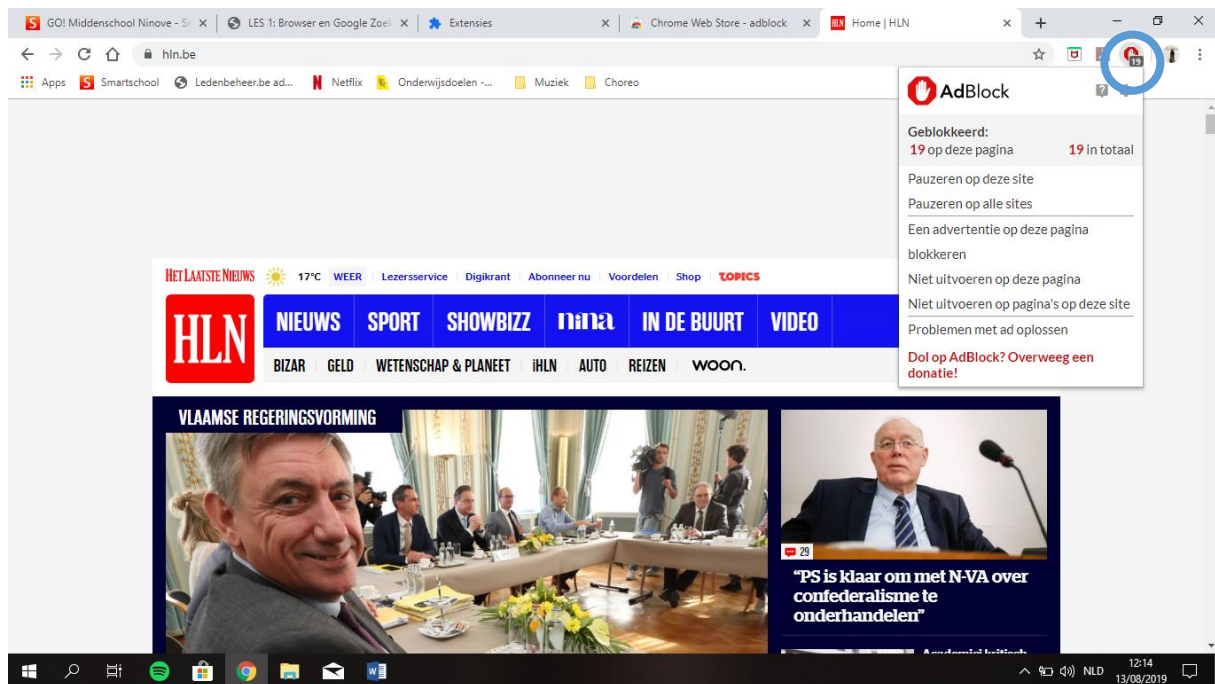 GO! Middenschool Ninove - Sr
LES 1: Browser en Google Zoek
Extensies
Chrome Web Store - adblock
HLN Home | HLN
hln.be
19
Apps Smartschool Ledenbeheer.be ad... Netflix Onderwijsdoelen -... Muziek Choreo
AdBlock
Geblokkeerd:
19 op deze pagina 19 in totaal
Pauzeren op deze site
Pauzeren op alle sites
Een advertentie op deze pagina
blokkeren
Niet uitvoeren op deze pagina
Niet uitvoeren op pagina's op deze site
Problemen met ad oplossen
Dol op AdBlock? Overweeg een
donatie!
HET LAATSTE NIEUWS 17°C WEER Lezersservice Digikrant Abonneer nu Voordelen Shop TOPICS
HLN
NIEUWS SPORT SHOWBIZZ nina IN DE BUURT VIDEO
BIZAR GELD WETENSCHAP & PLANEET iHLN AUTO REIZEN WOON.
VLAAMSE REGERINGSVORMING
29
“PS is klaar om met N-VA over
confederalisme te
onderhandelen”
Academici kritisch
NLD
12:14
13/08/2019